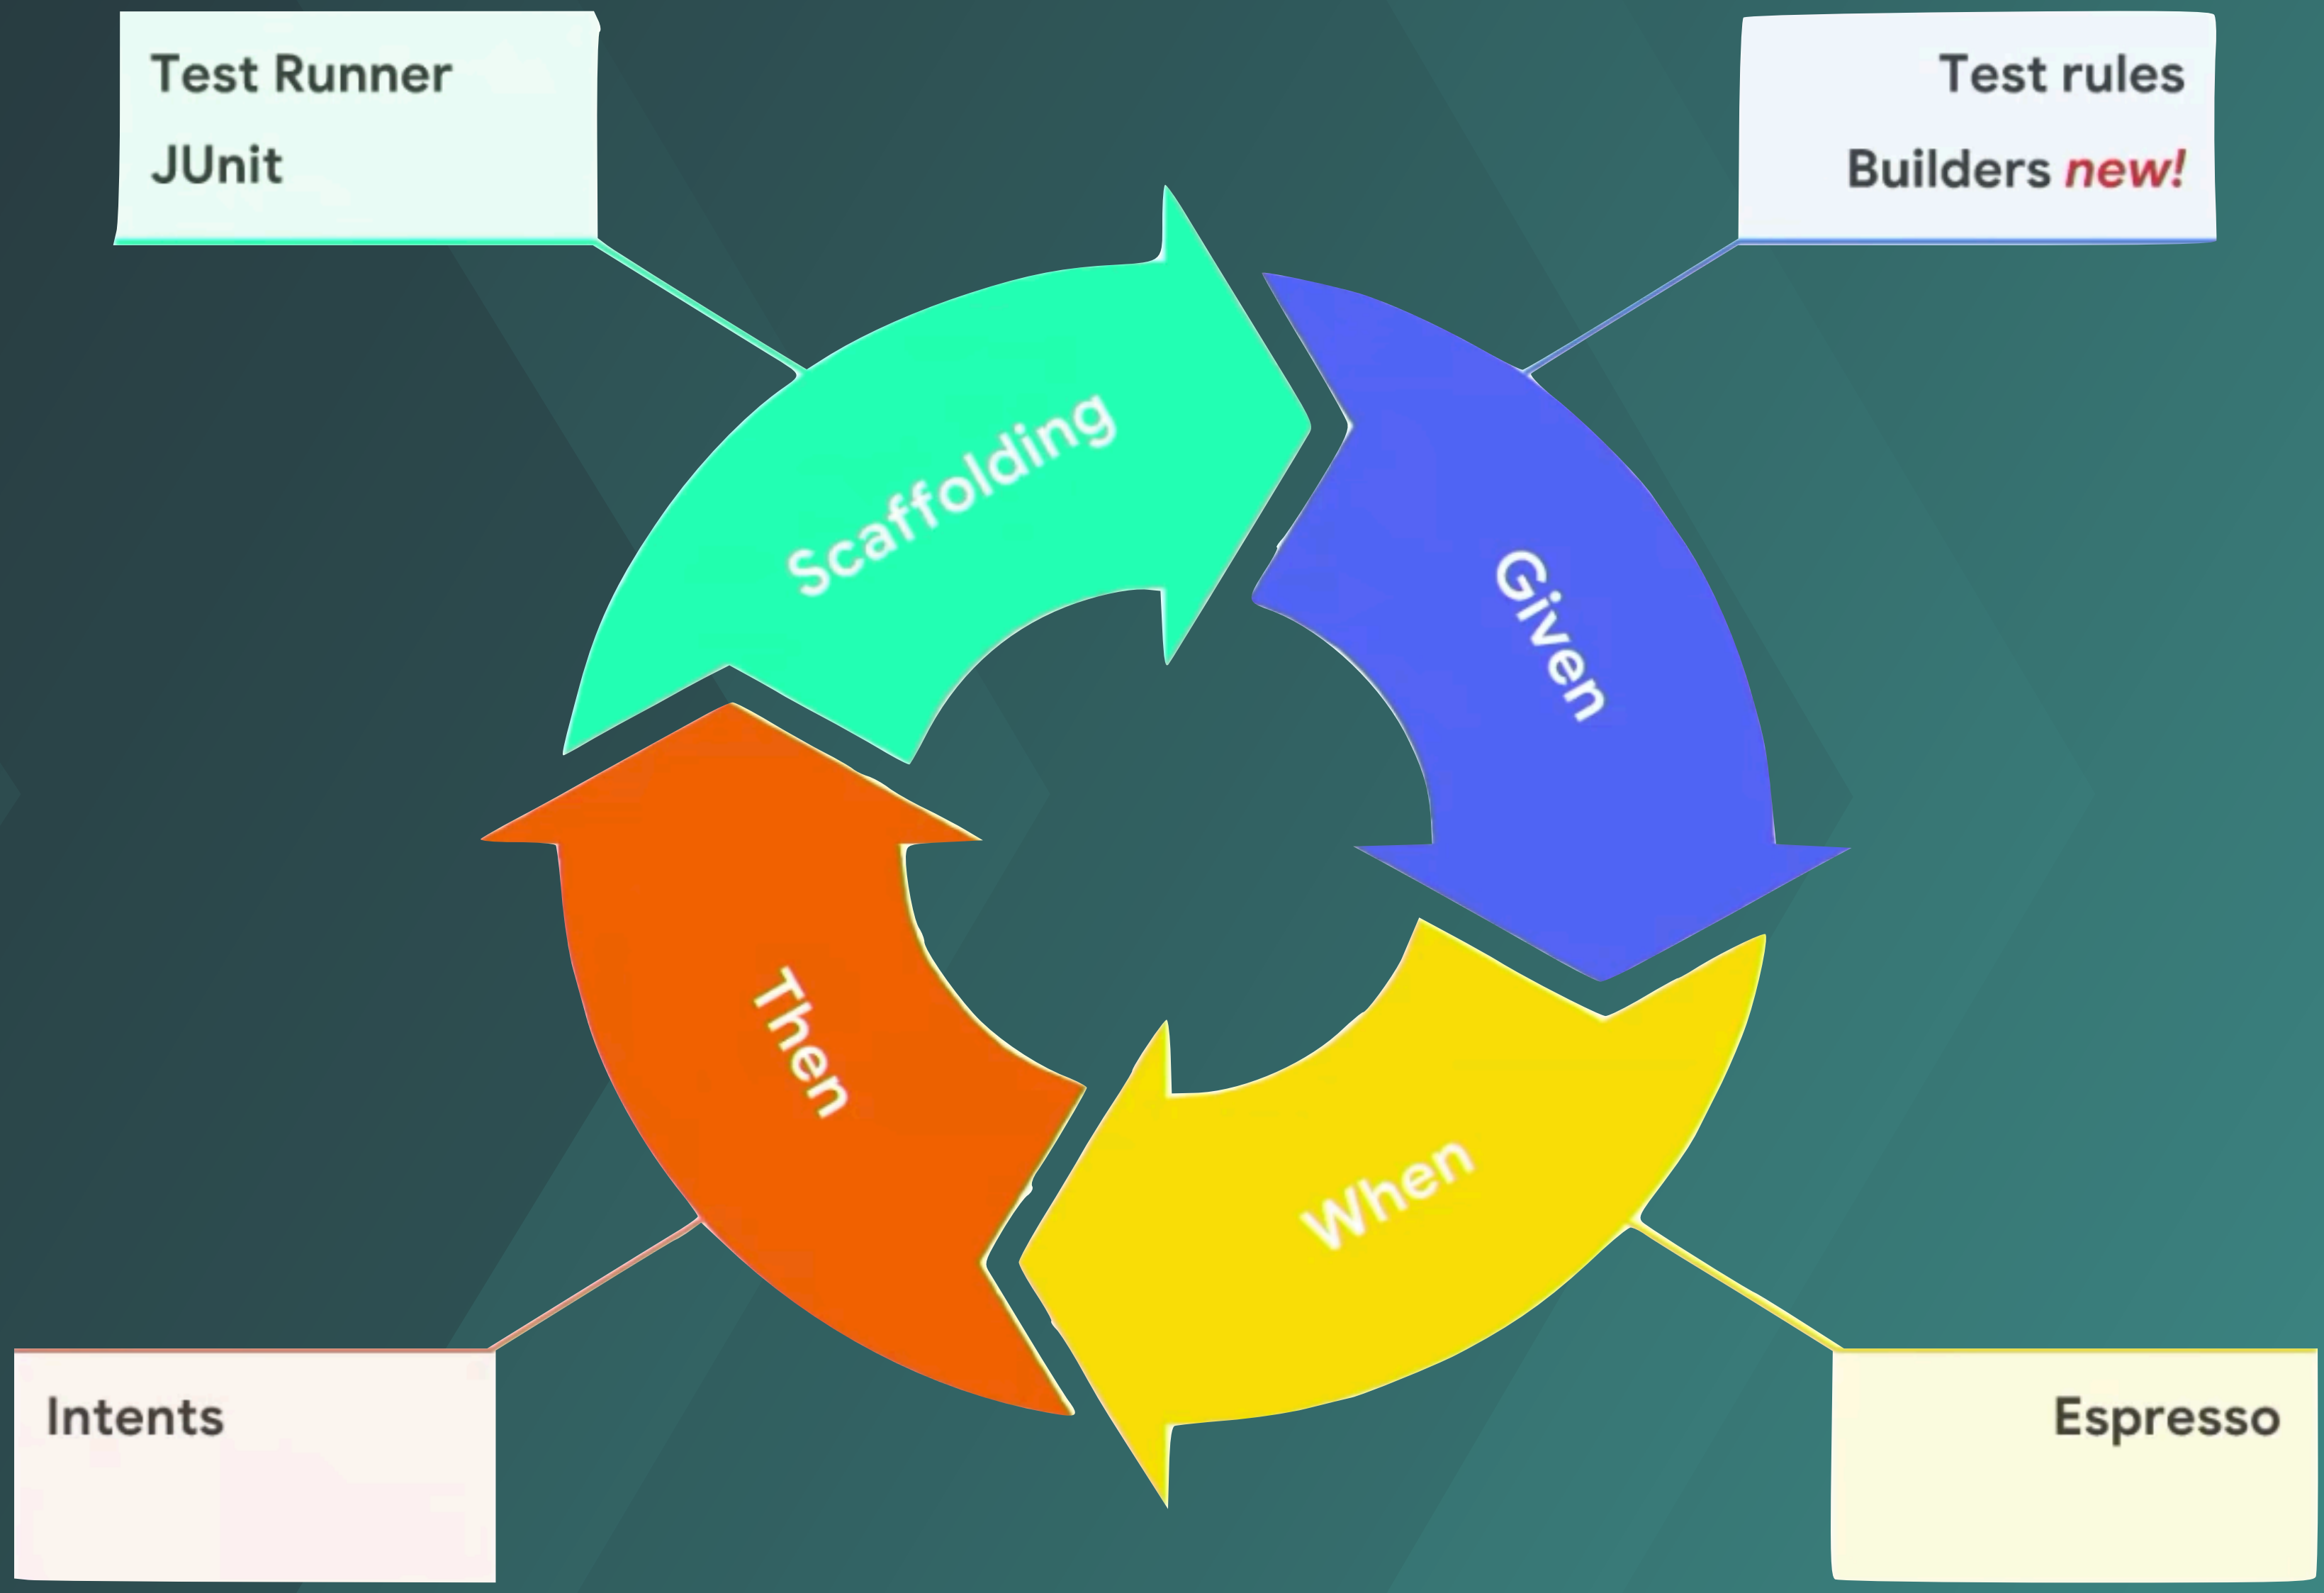 Test Runner
JUnit
Test rules
Builders new!
Scaffolding
Given
Then
When
Intents
Espresso